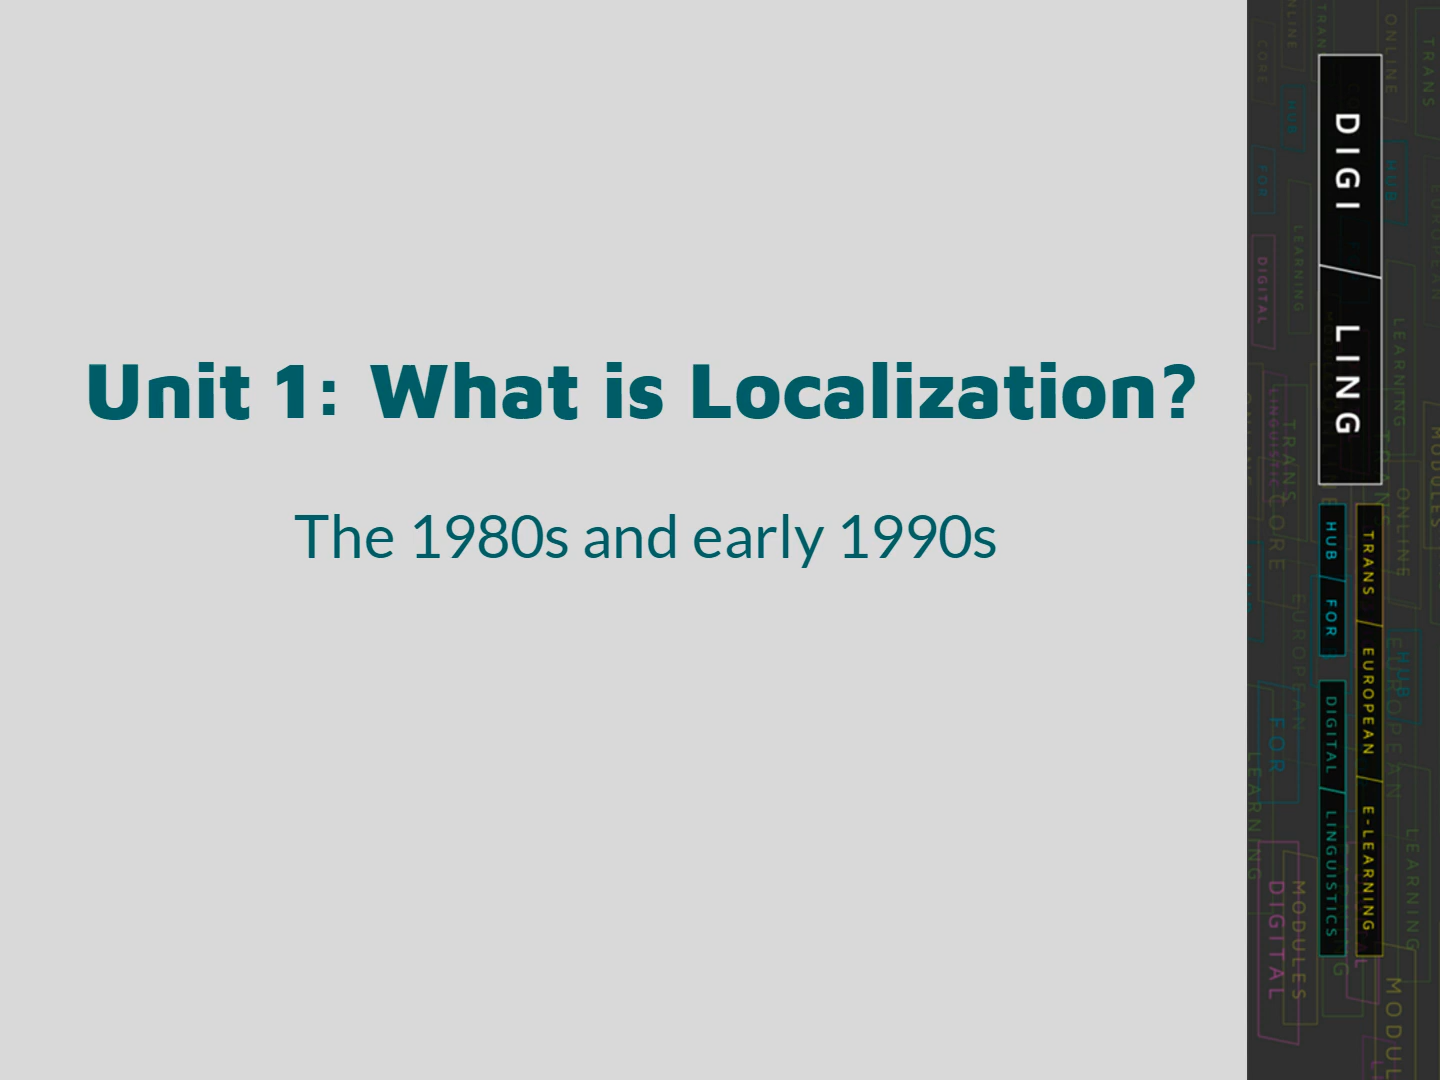 Unit 1: What is Localization?
The 1980s and early 1990s
DIGI / LING
HUB / FOR
DIGITAL / LINGUISTICS
TRANS / EUROPEAN / E-LEARNING